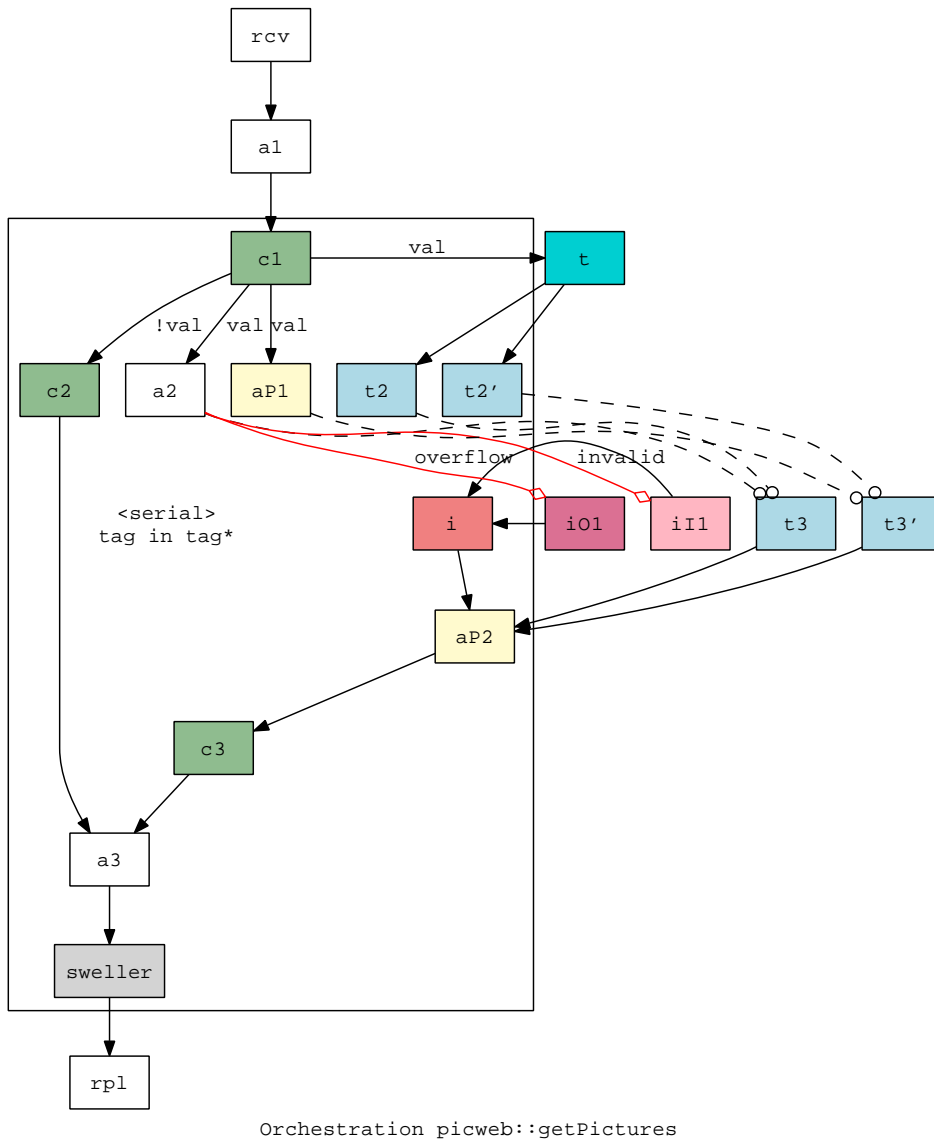 rcv
a1
c1
val
t
!val
val
val
c2
a2
aP1
t2
t2’
overflow
invalid
<serial>
tag in tag*
i
iO1
iI1
t3
t3’
aP2
c3
a3
sweller
rpl
Orchestration picweb::getPictures